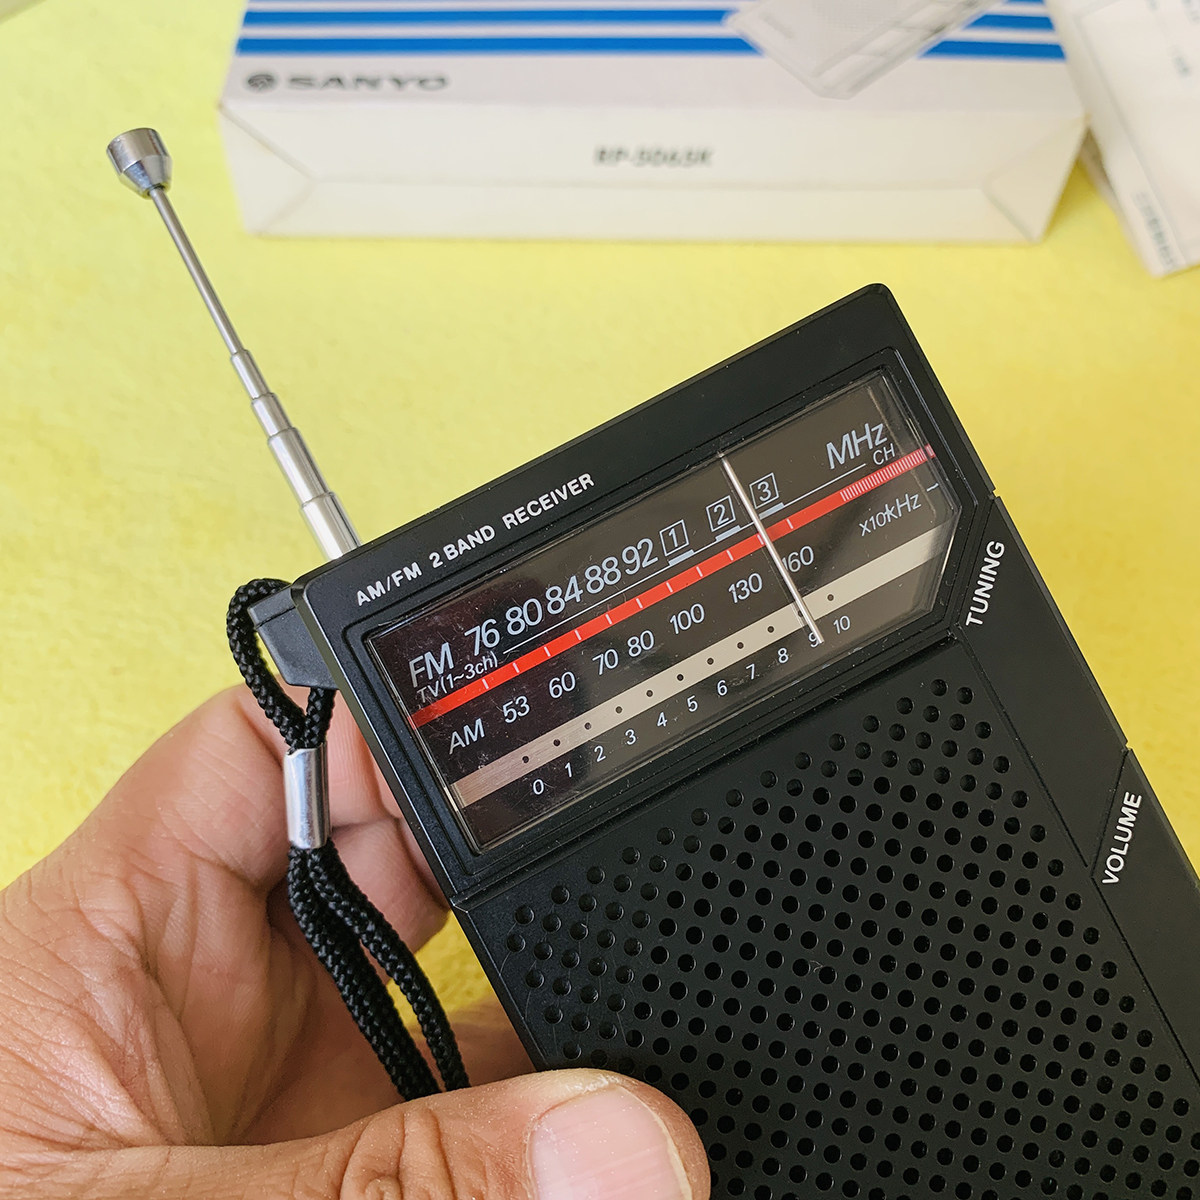 SANYO
RP-5065K
AM/FM 2 BAND RECEIVER
FM 76 80 84 88 92 1 2 3 MHz
TV(1~3ch) CH
AM 53 60 70 80 100 130 160 x10kHz
0 1 2 3 4 5 6 7 8 9 10
TUNING
VOLUME